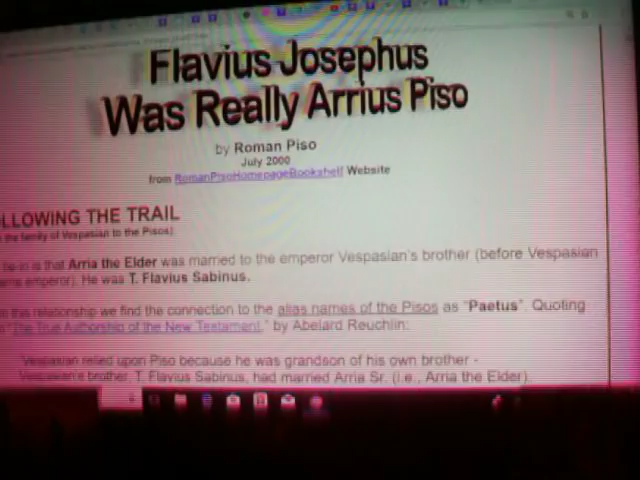 Flavius Josephus
Was Really Arrius Piso
by Roman Piso
July 2000
from RomanPisoHomepageBookshelf Website
LLOWING THE TRAIL
the family of Vespasian to the Pisos)
is that Arria the Elder was married to the emperor Vespasian's brother (before Vespasian
emperor). He was T. Flavius Sabinus.
this relationship we find the connection to the alias names of the Pisos as "Paetus". Quoting
"The True Authorship of the New Testament," by Abelard Reuchlin:
Vespasian relied upon Piso because he was grandson of his own brother -
Vespasian's brother, T. Flavius Sabinus, had married Arria Sr. (i.e., Arria the Elder)